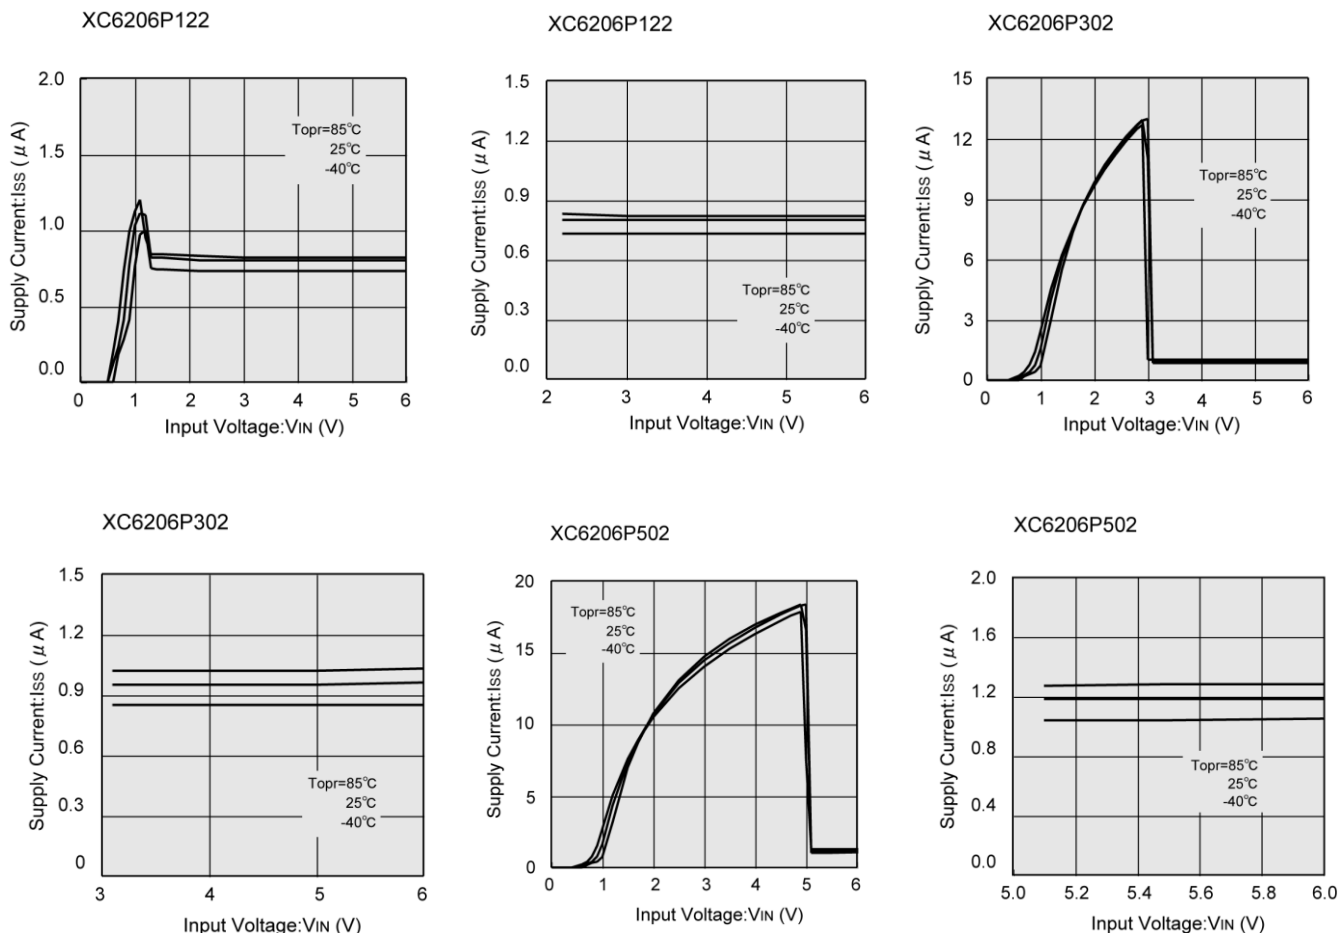 XC6206P122
2.0
1.5
1.0
0.5
0.0
Supply Current:ISS ( μ A)
Topr=85℃
25℃
-40℃
0 1 2 3 4 5 6
Input Voltage:VIN (V)
XC6206P122
1.5
1.2
0.9
0.6
0.3
0.0
Supply Current:ISS ( μ A)
Topr=85℃
25℃
-40℃
2 3 4 5 6
Input Voltage:VIN (V)
XC6206P302
15
12
9
6
3
0
Supply Current:ISS ( μ A)
Topr=85℃
25℃
-40℃
0 1 2 3 4 5 6
Input Voltage:VIN (V)
XC6206P302
1.5
1.2
0.9
0.6
0.3
0
Supply Current:ISS ( μ A)
Topr=85℃
25℃
-40℃
3 4 5 6
Input Voltage:VIN (V)
XC6206P502
20
15
10
5
0
Supply Current:ISS ( μ A)
Topr=85℃
25℃
-40℃
0 1 2 3 4 5 6
Input Voltage:VIN (V)
XC6206P502
2.0
1.6
1.2
0.8
0.4
0.0
Supply Current:ISS ( μ A)
Topr=85℃
25℃
-40℃
5.0 5.2 5.4 5.6 5.8 6.0
Input Voltage:VIN (V)